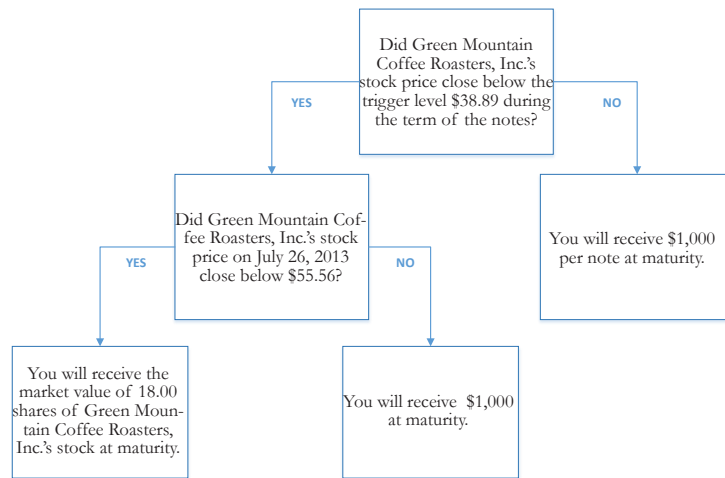 Did Green Mountain
Coffee Roasters, Inc.'s
stock price close below the
trigger level $38.89 during
the term of the notes?
YES
NO
Did Green Mountain Cof-
fee Roasters, Inc.'s stock
price on July 26, 2013
close below $55.56?
You will receive $1,000
per note at maturity.
YES
NO
You will receive the
market value of 18.00
shares of Green Moun-
tain Coffee Roasters,
Inc.'s stock at maturity.
You will receive $1,000
at maturity.